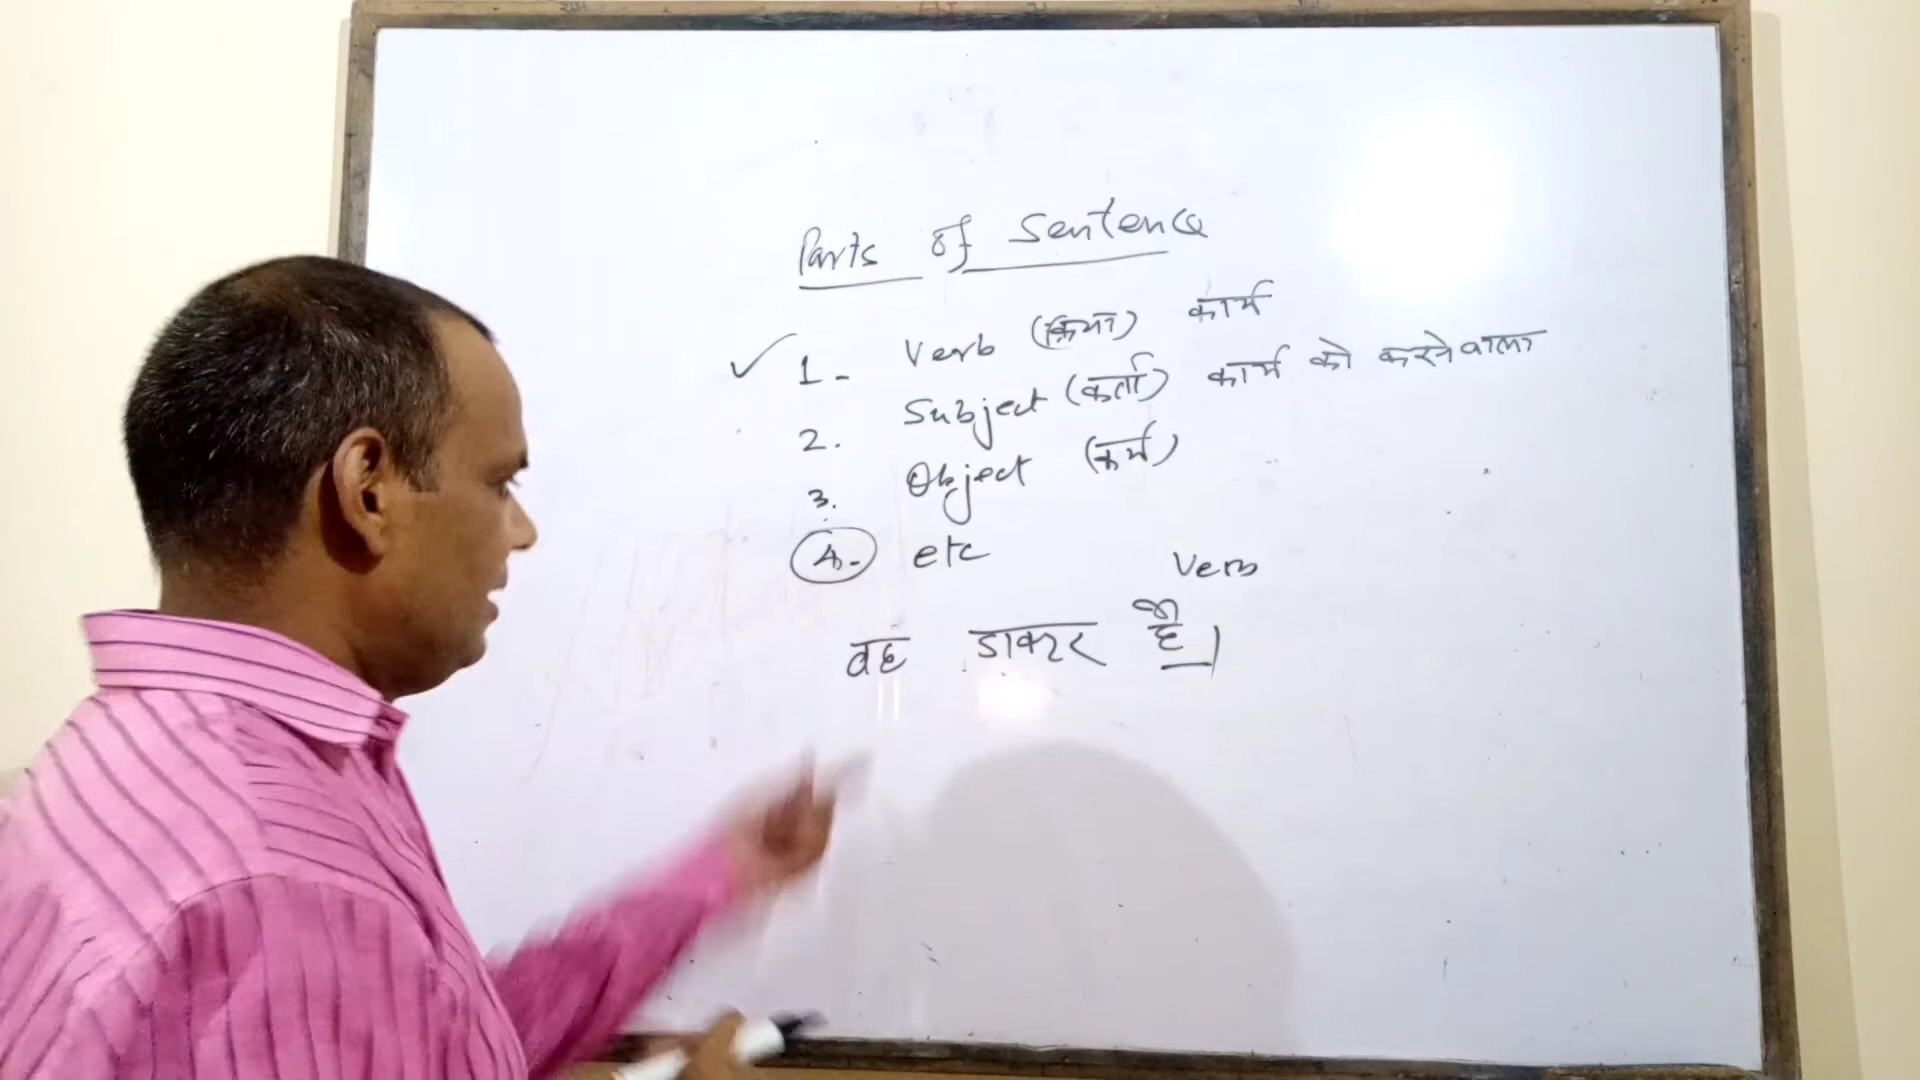 Parts of Sentence
1- Verb (क्रिया) कार्य
2. Subject (कर्ता) कार्य को करने वाला
3. Object (कर्म)
4. etc
Verb
वह डाक्टर है।